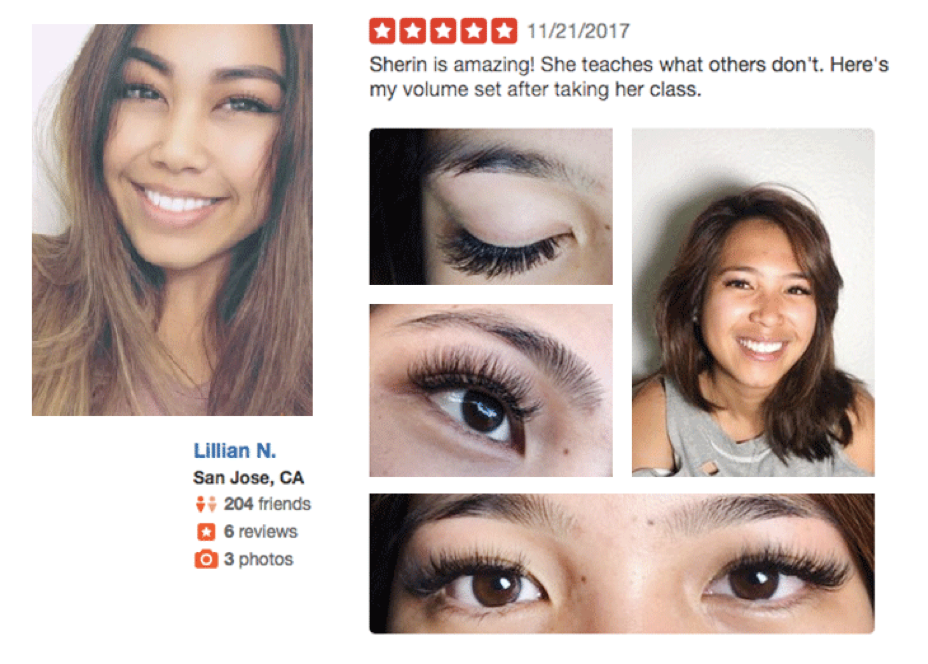 11/21/2017
Sherin is amazing! She teaches what others don't. Here's
my volume set after taking her class.
Lillian N.
San Jose, CA
204 friends
6 reviews
3 photos